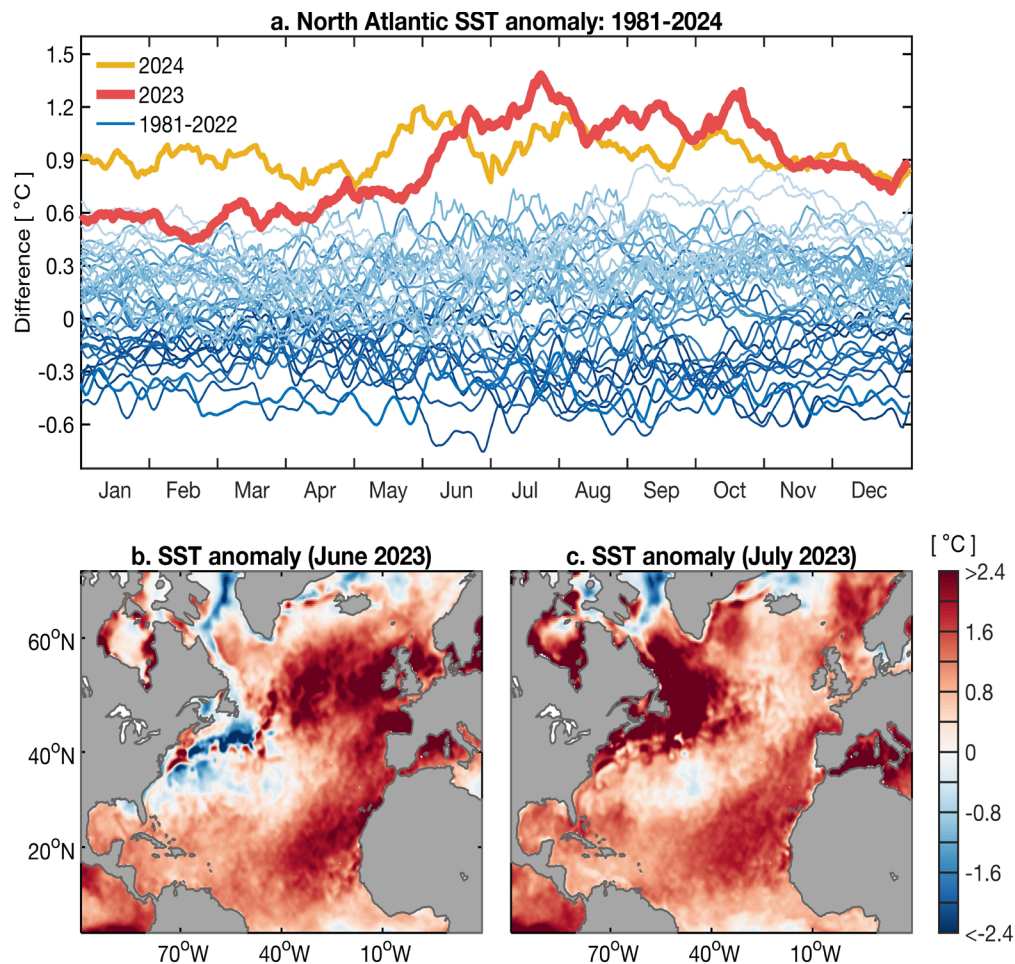 a. North Atlantic SST anomaly: 1981-2024
1.5
1.2
0.9
0.6
0.3
0
-0.3
-0.6
Difference [ °C ]
2024
2023
1981-2022
Jan Feb Mar Apr May Jun Jul Aug Sep Oct Nov Dec
b. SST anomaly (June 2023)
c. SST anomaly (July 2023)
[ °C ]
60°N
40°N
20°N
70°W 40°W 10°W
70°W 40°W 10°W
>2.4
1.6
0.8
0
-0.8
-1.6
<-2.4